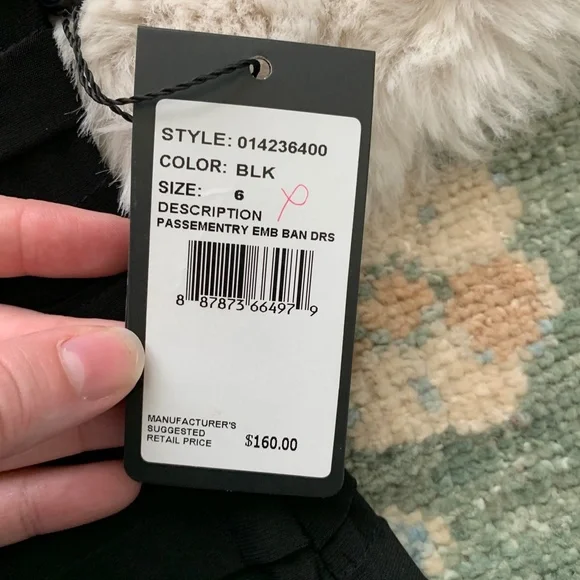 STYLE: 014236400
COLOR: BLK
SIZE: 6
DESCRIPTION
PASSEMENTRY EMB BAN DRS
8 87873 66497 9
MANUFACTURER'S
SUGGESTED
RETAIL PRICE $160.00